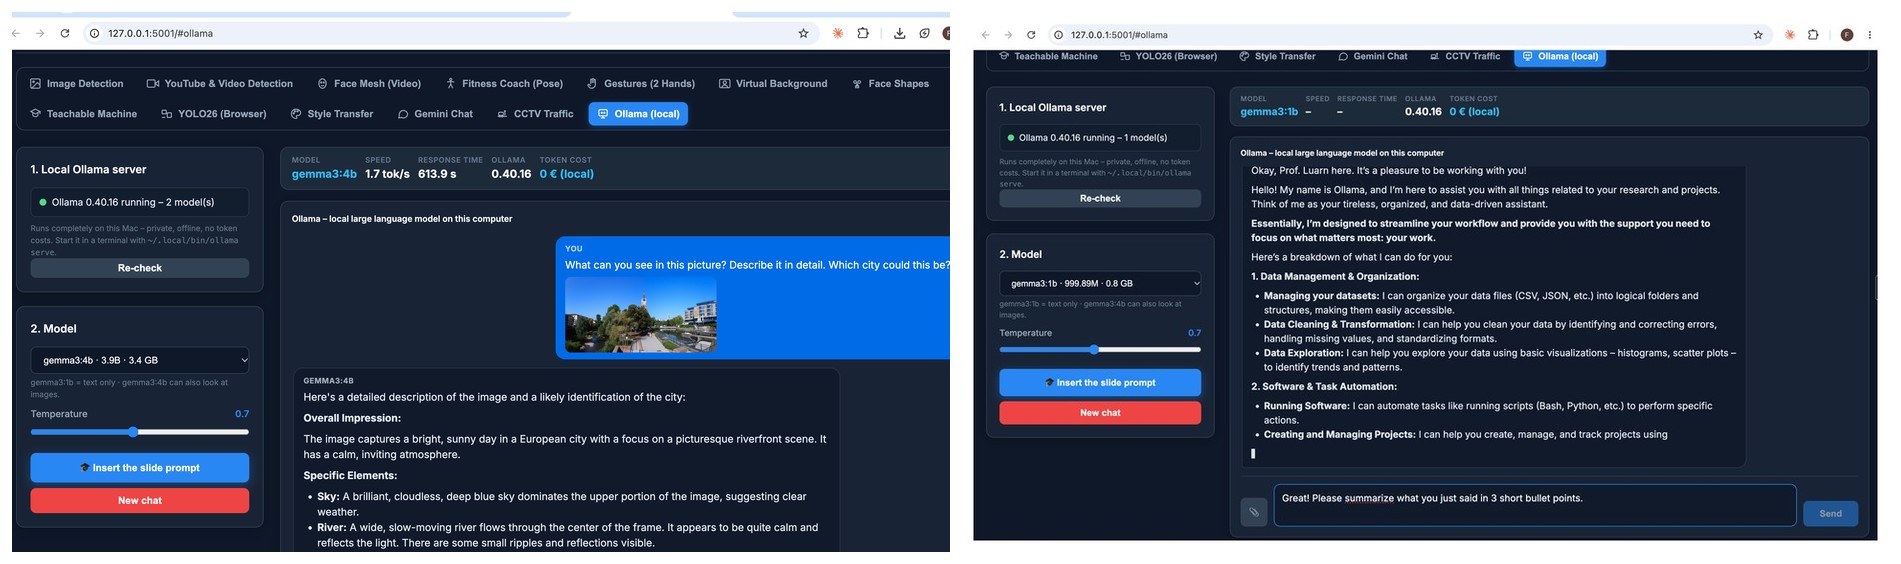 127.0.0.1:5001/#ollama
Image Detection
YouTube & Video Detection
Face Mesh (Video)
Fitness Coach (Pose)
Gestures (2 Hands)
Virtual Background
Face Shapes
Teachable Machine
YOLO26 (Browser)
Style Transfer
Gemini Chat
CCTV Traffic
Ollama (local)
1. Local Ollama server
Ollama 0.40.16 running – 2 model(s)
Runs completely on this Mac – private, offline, no token
costs. Start it in a terminal with ~/.local/bin/ollama
serve.
Re-check
2. Model
gemma3:4b · 3.9B · 3.4 GB
gemma3:1b = text only · gemma3:4b can also look at
images.
Temperature 0.7
Insert the slide prompt
New chat
MODEL SPEED RESPONSE TIME OLLAMA TOKEN COST
gemma3:4b 1.7 tok/s 613.9 s 0.40.16 0 € (local)
Ollama – local large language model on this computer
YOU
What can you see in this picture? Describe it in detail. Which city could this be?
GEMMA3:4B
Here's a detailed description of the image and a likely identification of the city:
Overall Impression:
The image captures a bright, sunny day in a European city with a focus on a picturesque riverfront scene. It
has a calm, inviting atmosphere.
Specific Elements:
• Sky: A brilliant, cloudless, deep blue sky dominates the upper portion of the image, suggesting clear
weather.
• River: A wide, slow-moving river flows through the center of the frame. It appears to be quite calm and
reflects the light. There are some small ripples and reflections visible.
127.0.0.1:5001/#ollama
F
Teachable Machine
YOLO26 (Browser)
Style Transfer
Gemini Chat
CCTV Traffic
Ollama (local)
1. Local Ollama server
Ollama 0.40.16 running – 1 model(s)
Runs completely on this Mac – private, offline, no token
costs. Start it in a terminal with ~/.local/bin/ollama
serve.
Re-check
2. Model
gemma3:1b · 999.89M · 0.8 GB
gemma3:1b = text only · gemma3:4b can also look at
images.
Temperature 0.7
Insert the slide prompt
New chat
MODEL SPEED RESPONSE TIME OLLAMA TOKEN COST
gemma3:1b – – 0.40.16 0 € (local)
Ollama – local large language model on this computer
Okay, Prof. Luarn here. It's a pleasure to be working with you!
Hello! My name is Ollama, and I'm here to assist you with all things related to your research and projects.
Think of me as your tireless, organized, and data-driven assistant.
Essentially, I'm designed to streamline your workflow and provide you with the support you need to
focus on what matters most: your work.
Here's a breakdown of what I can do for you:
1. Data Management & Organization:
• Managing your datasets: I can organize your data files (CSV, JSON, etc.) into logical folders and
structures, making them easily accessible.
• Data Cleaning & Transformation: I can help you clean your data by identifying and correcting errors,
handling missing values, and standardizing formats.
• Data Exploration: I can help you explore your data using basic visualizations – histograms, scatter plots –
to identify trends and patterns.
2. Software & Task Automation:
• Running Software: I can automate tasks like running scripts (Bash, Python, etc.) to perform specific
actions.
• Creating and Managing Projects: I can help you create, manage, and track projects using
Great! Please summarize what you just said in 3 short bullet points.
Send